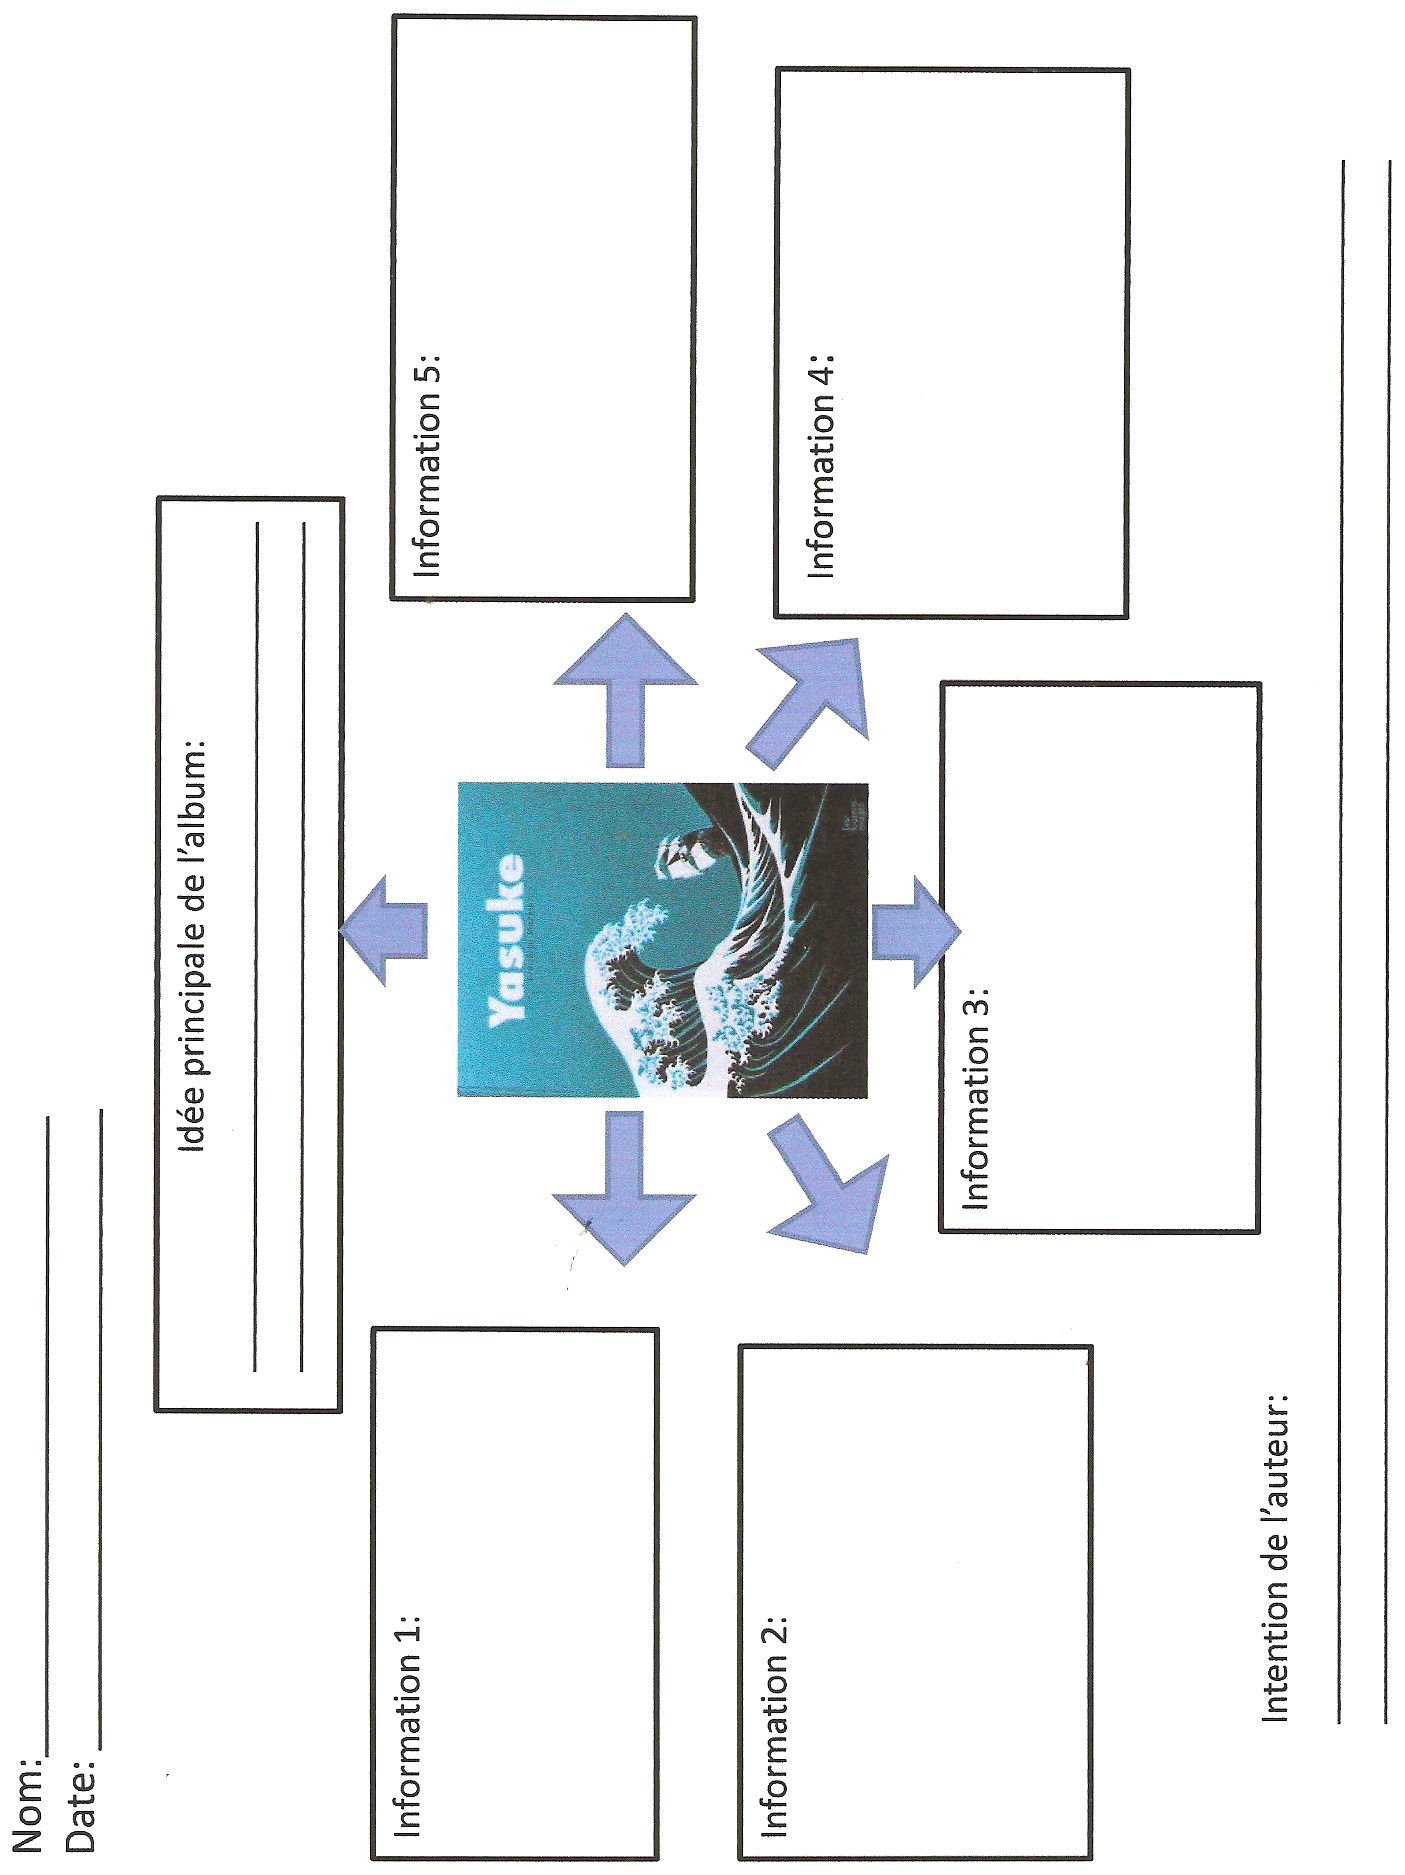 Nom:
Date:
Idée principale de l'album:
Information 1:
Yasuke
Information 5:
Information 2:
Information 3:
Information 4:
Intention de l'auteur: